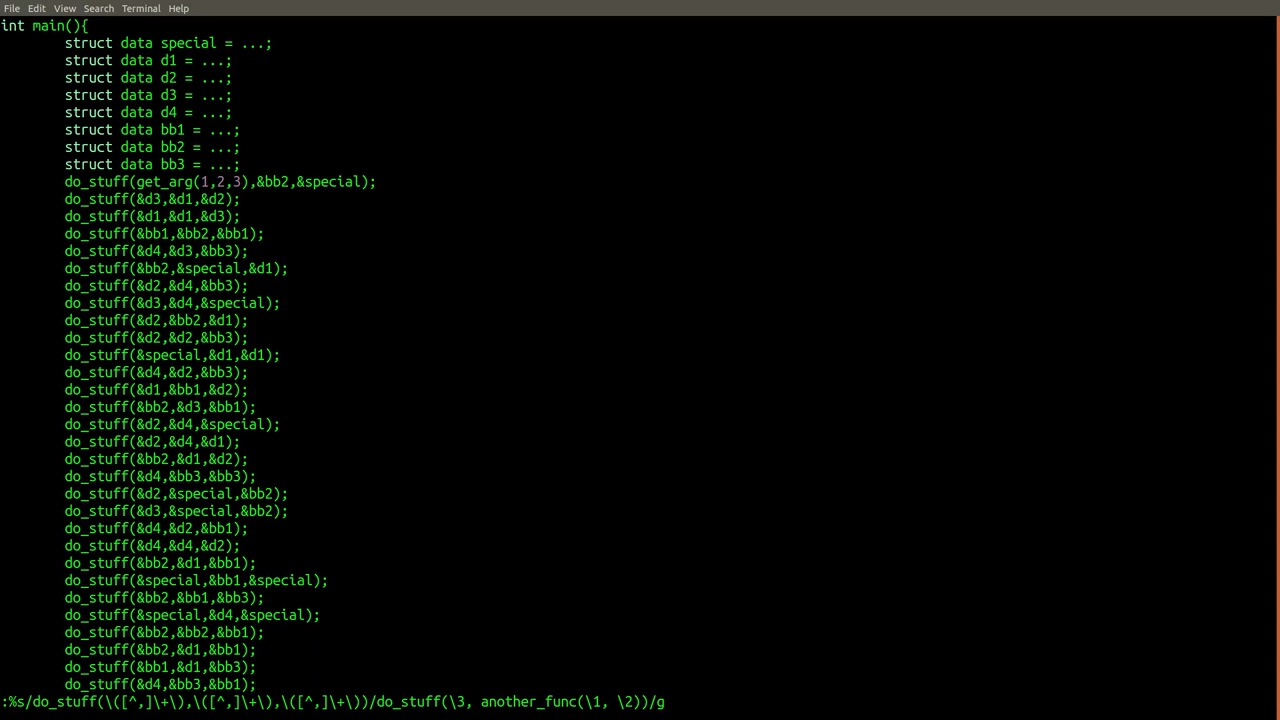 File Edit View Search Terminal Help
int main(){
        struct data special = ...;
        struct data d1 = ...;
        struct data d2 = ...;
        struct data d3 = ...;
        struct data d4 = ...;
        struct data bb1 = ...;
        struct data bb2 = ...;
        struct data bb3 = ...;
        do_stuff(get_arg(1,2,3),&bb2,&special);
        do_stuff(&d3,&d1,&d2);
        do_stuff(&d1,&d1,&d3);
        do_stuff(&bb1,&bb2,&bb1);
        do_stuff(&d4,&d3,&bb3);
        do_stuff(&bb2,&special,&d1);
        do_stuff(&d2,&d4,&bb3);
        do_stuff(&d3,&d4,&special);
        do_stuff(&d2,&bb2,&d1);
        do_stuff(&d2,&d2,&bb3);
        do_stuff(&special,&d1,&d1);
        do_stuff(&d4,&d2,&bb3);
        do_stuff(&d1,&bb1,&d2);
        do_stuff(&bb2,&d3,&bb1);
        do_stuff(&d2,&d4,&special);
        do_stuff(&d2,&d4,&d1);
        do_stuff(&bb2,&d1,&d2);
        do_stuff(&d4,&bb3,&bb3);
        do_stuff(&d2,&special,&bb2);
        do_stuff(&d3,&special,&bb2);
        do_stuff(&d4,&d2,&bb1);
        do_stuff(&d4,&d4,&d2);
        do_stuff(&bb2,&d1,&bb1);
        do_stuff(&special,&bb1,&special);
        do_stuff(&bb2,&bb1,&bb3);
        do_stuff(&special,&d4,&special);
        do_stuff(&bb2,&bb2,&bb1);
        do_stuff(&bb2,&d1,&bb1);
        do_stuff(&bb1,&d1,&bb3);
        do_stuff(&d4,&bb3,&bb1);
:%s/do_stuff(\([^,]\+\),\([^,]\+\),\([^,]\+\))/do_stuff(\3, another_func(\1, \2))/g